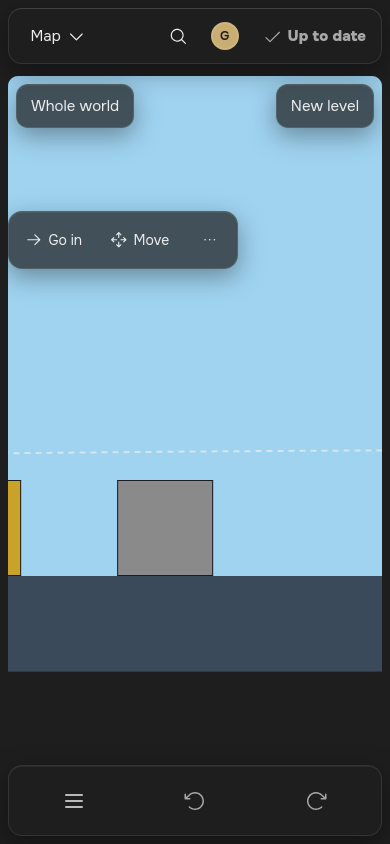 Map
G
Up to date
Whole world
New level
Go in
Move